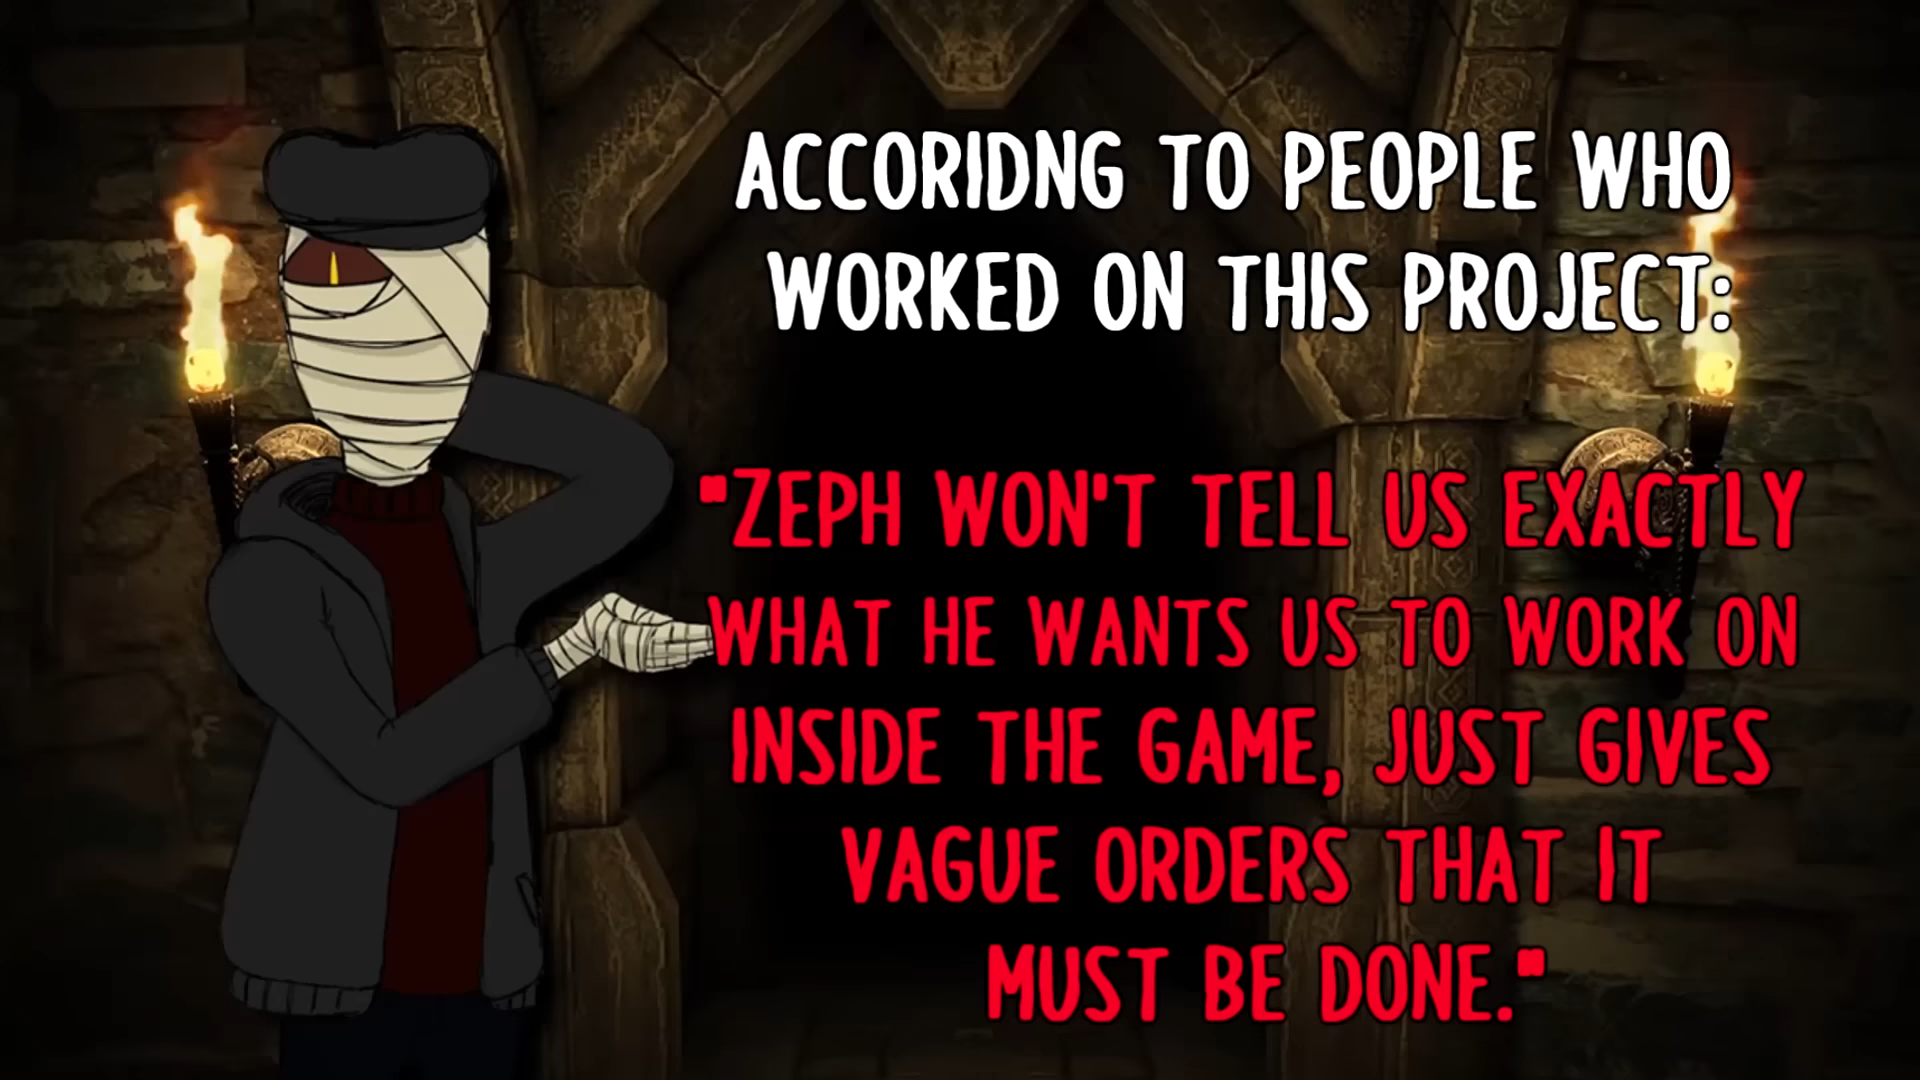 ACCORIDNG TO PEOPLE WHO
WORKED ON THIS PROJECT:
"ZEPH WON'T TELL US EXACTLY
WHAT HE WANTS US TO WORK ON
INSIDE THE GAME, JUST GIVES
VAGUE ORDERS THAT IT
MUST BE DONE."